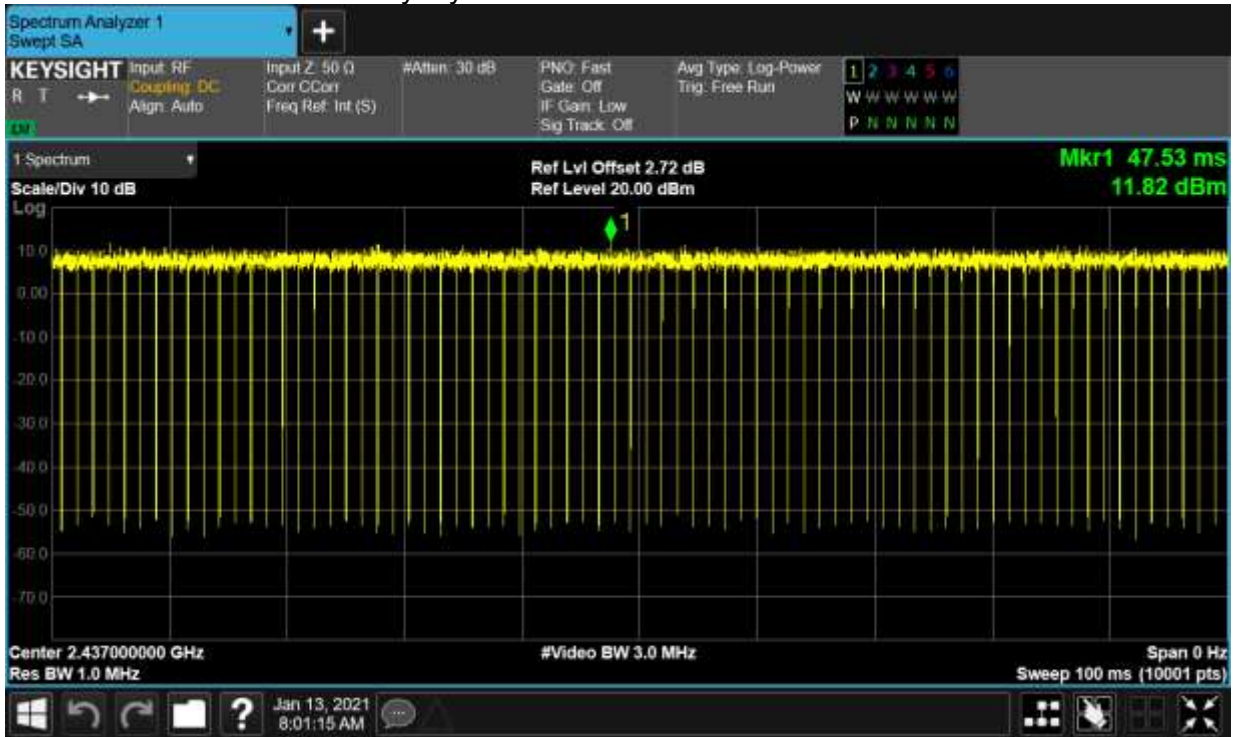 Spectrum Analyzer 1
Swept SA
+
KEYSIGHT
R T
Input: RF
Coupling: DC
Align: Auto
Input Z: 50 Ω
Corr CCorr
Freq Ref: Int (S)
#Atten: 30 dB
PNO: Fast
Gate: Off
IF Gain: Low
Sig Track: Off
Avg Type: Log-Power
Trig: Free Run
1 2 3 4 5 6
W W W W W W
P N N N N N
1 Spectrum
Scale/Div 10 dB
Ref Lvl Offset 2.72 dB
Ref Level 20.00 dBm
Mkr1 47.53 ms
11.82 dBm
Log
1
10.0
0.00
-10.0
-20.0
-30.0
-40.0
-50.0
-60.0
-70.0
Center 2.437000000 GHz
#Video BW 3.0 MHz
Span 0 Hz
Res BW 1.0 MHz
Sweep 100 ms (10001 pts)
?
Jan 13, 2021
8:01:15 AM